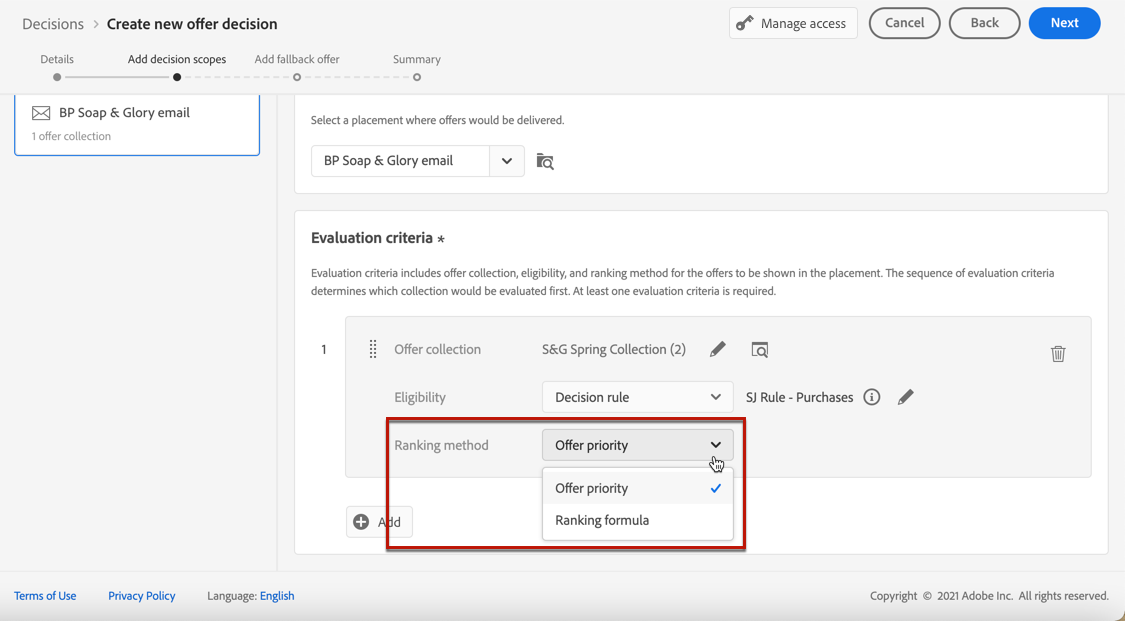 Decisions > Create new offer decision
Manage access
Cancel
Back
Next
Details
Add decision scopes
Add fallback offer
Summary
BP Soap & Glory email
1 offer collection
Select a placement where offers would be delivered.
BP Soap & Glory email
Evaluation criteria *
Evaluation criteria includes offer collection, eligibility, and ranking method for the offers to be shown in the placement. The sequence of evaluation criteria
determines which collection would be evaluated first. At least one evaluation criteria is required.
1
Offer collection
S&G Spring Collection (2)
Eligibility
Decision rule
SJ Rule - Purchases
Ranking method
Offer priority
Offer priority
Ranking formula
Add
Terms of Use
Privacy Policy
Language: English
Copyright © 2021 Adobe Inc. All rights reserved.